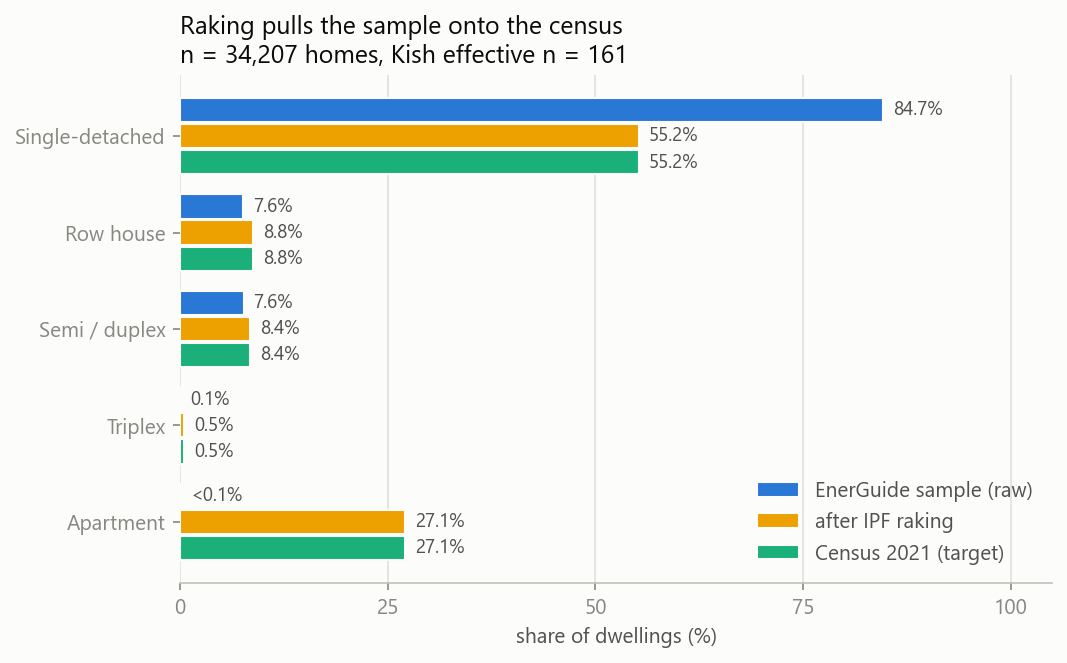 Raking pulls the sample onto the census
n = 34,207 homes, Kish effective n = 161
Single-detached
84.7%
55.2%
55.2%
Row house
7.6%
8.8%
8.8%
Semi / duplex
7.6%
8.4%
8.4%
Triplex
0.1%
0.5%
0.5%
Apartment
<0.1%
27.1%
27.1%
EnerGuide sample (raw)
after IPF raking
Census 2021 (target)
0 25 50 75 100
share of dwellings (%)